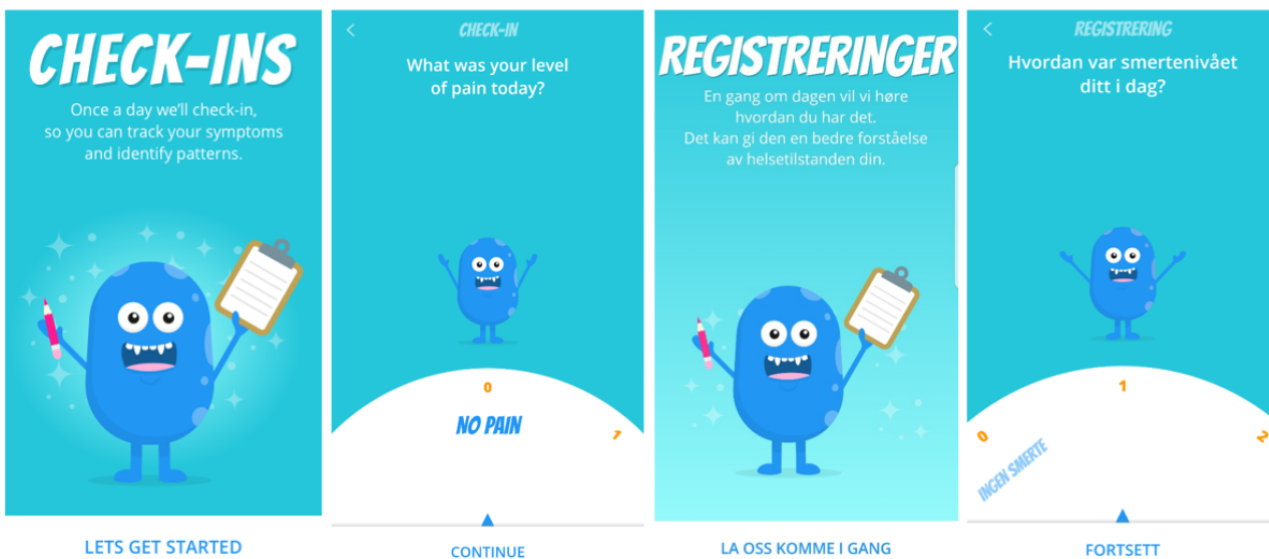 CHECK-INS
Once a day we'll check-in,
so you can track your symptoms
and identify patterns.
LETS GET STARTED
CHECK-IN
What was your level
of pain today?
0
1
NO PAIN
CONTINUE
REGISTRERINGER
En gang om dagen vil vi høre
hvordan du har det.
Det kan gi den en bedre forståelse
av helsetilstanden din.
LA OSS KOMME I GANG
REGISTRERING
Hvordan var smertenivået
ditt i dag?
0
1
2
INGEN SMERTE
FORTSETT